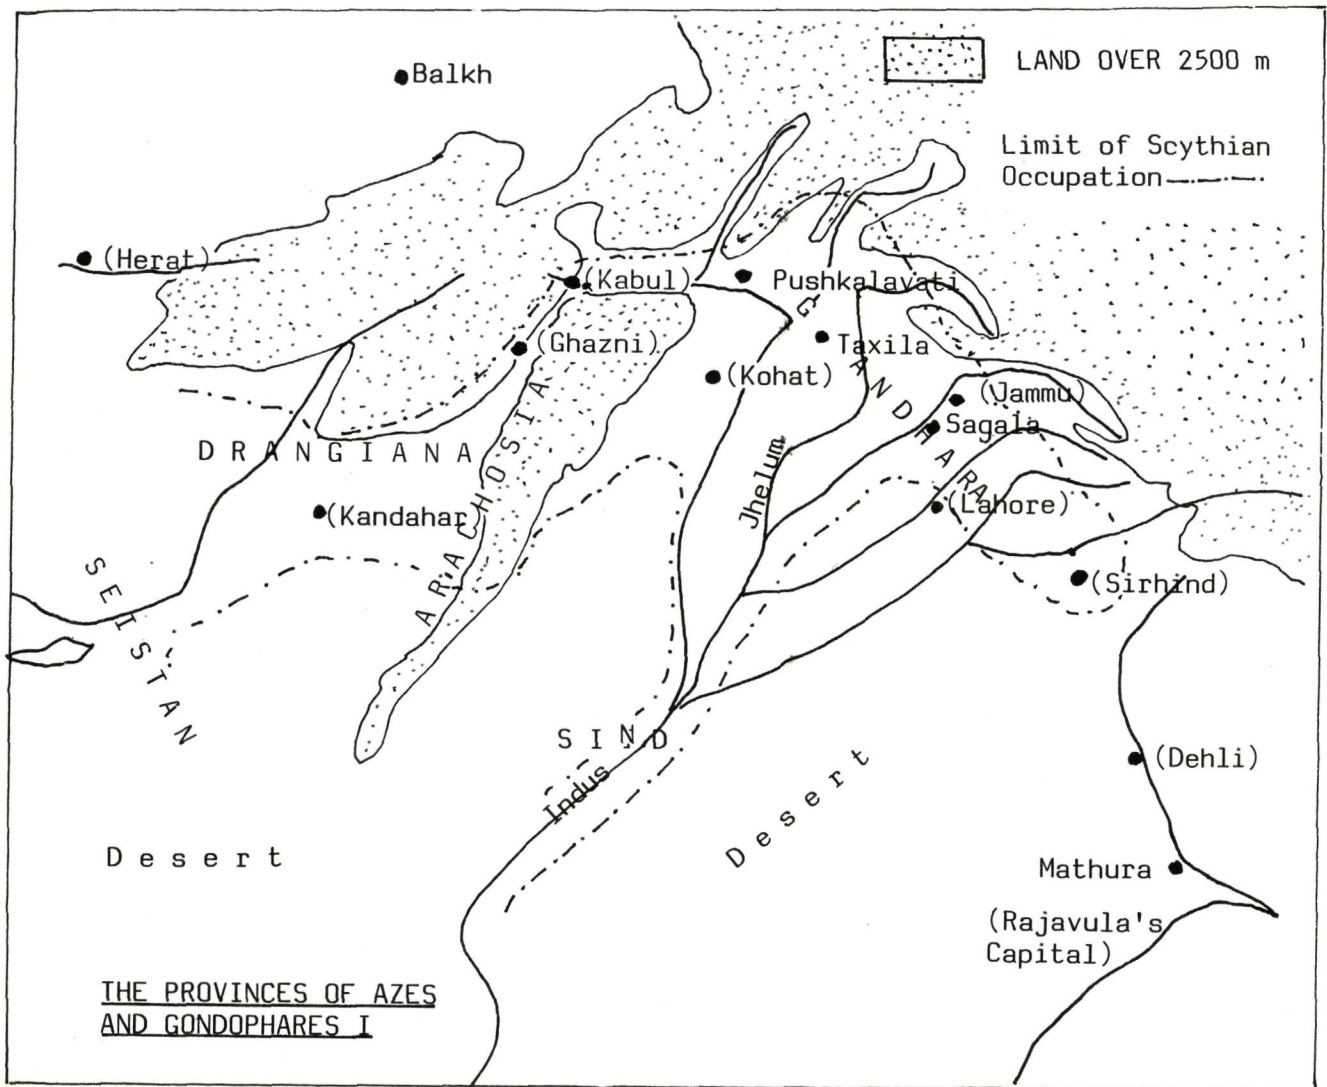 Balkh
LAND OVER 2500 m
Limit of Scythian
Occupation
(Herat)
(Kabul)
Pushkalavati
(Ghazni)
Taxila
(Kohat)
GANDHARA
(Jammu)
Sagala
DRANGIANA
ARACHOSIA
Jhelum
(Lahore)
(Kandahar)
SEISTAN
(Sirhind)
SIND
Indus
Desert
(Dehli)
Desert
Mathura
(Rajavula's
Capital)
THE PROVINCES OF AZES
AND GONDOPHARES I